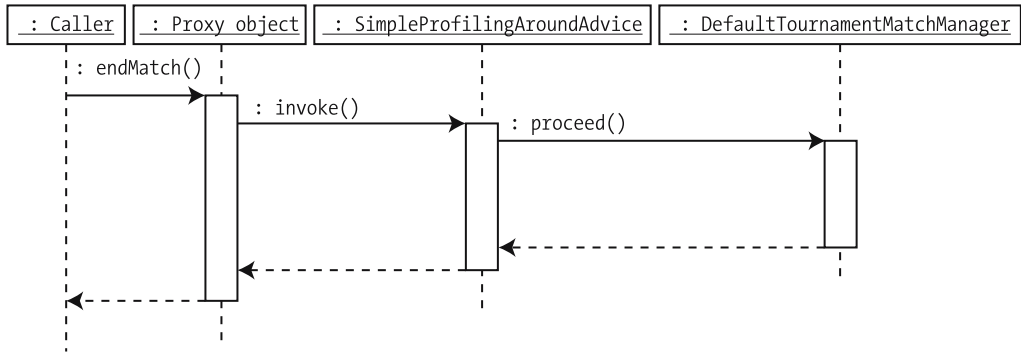 : Caller
: Proxy object
: SimpleProfilingAroundAdvice
: DefaultTournamentMatchManager
: endMatch()
: invoke()
: proceed()